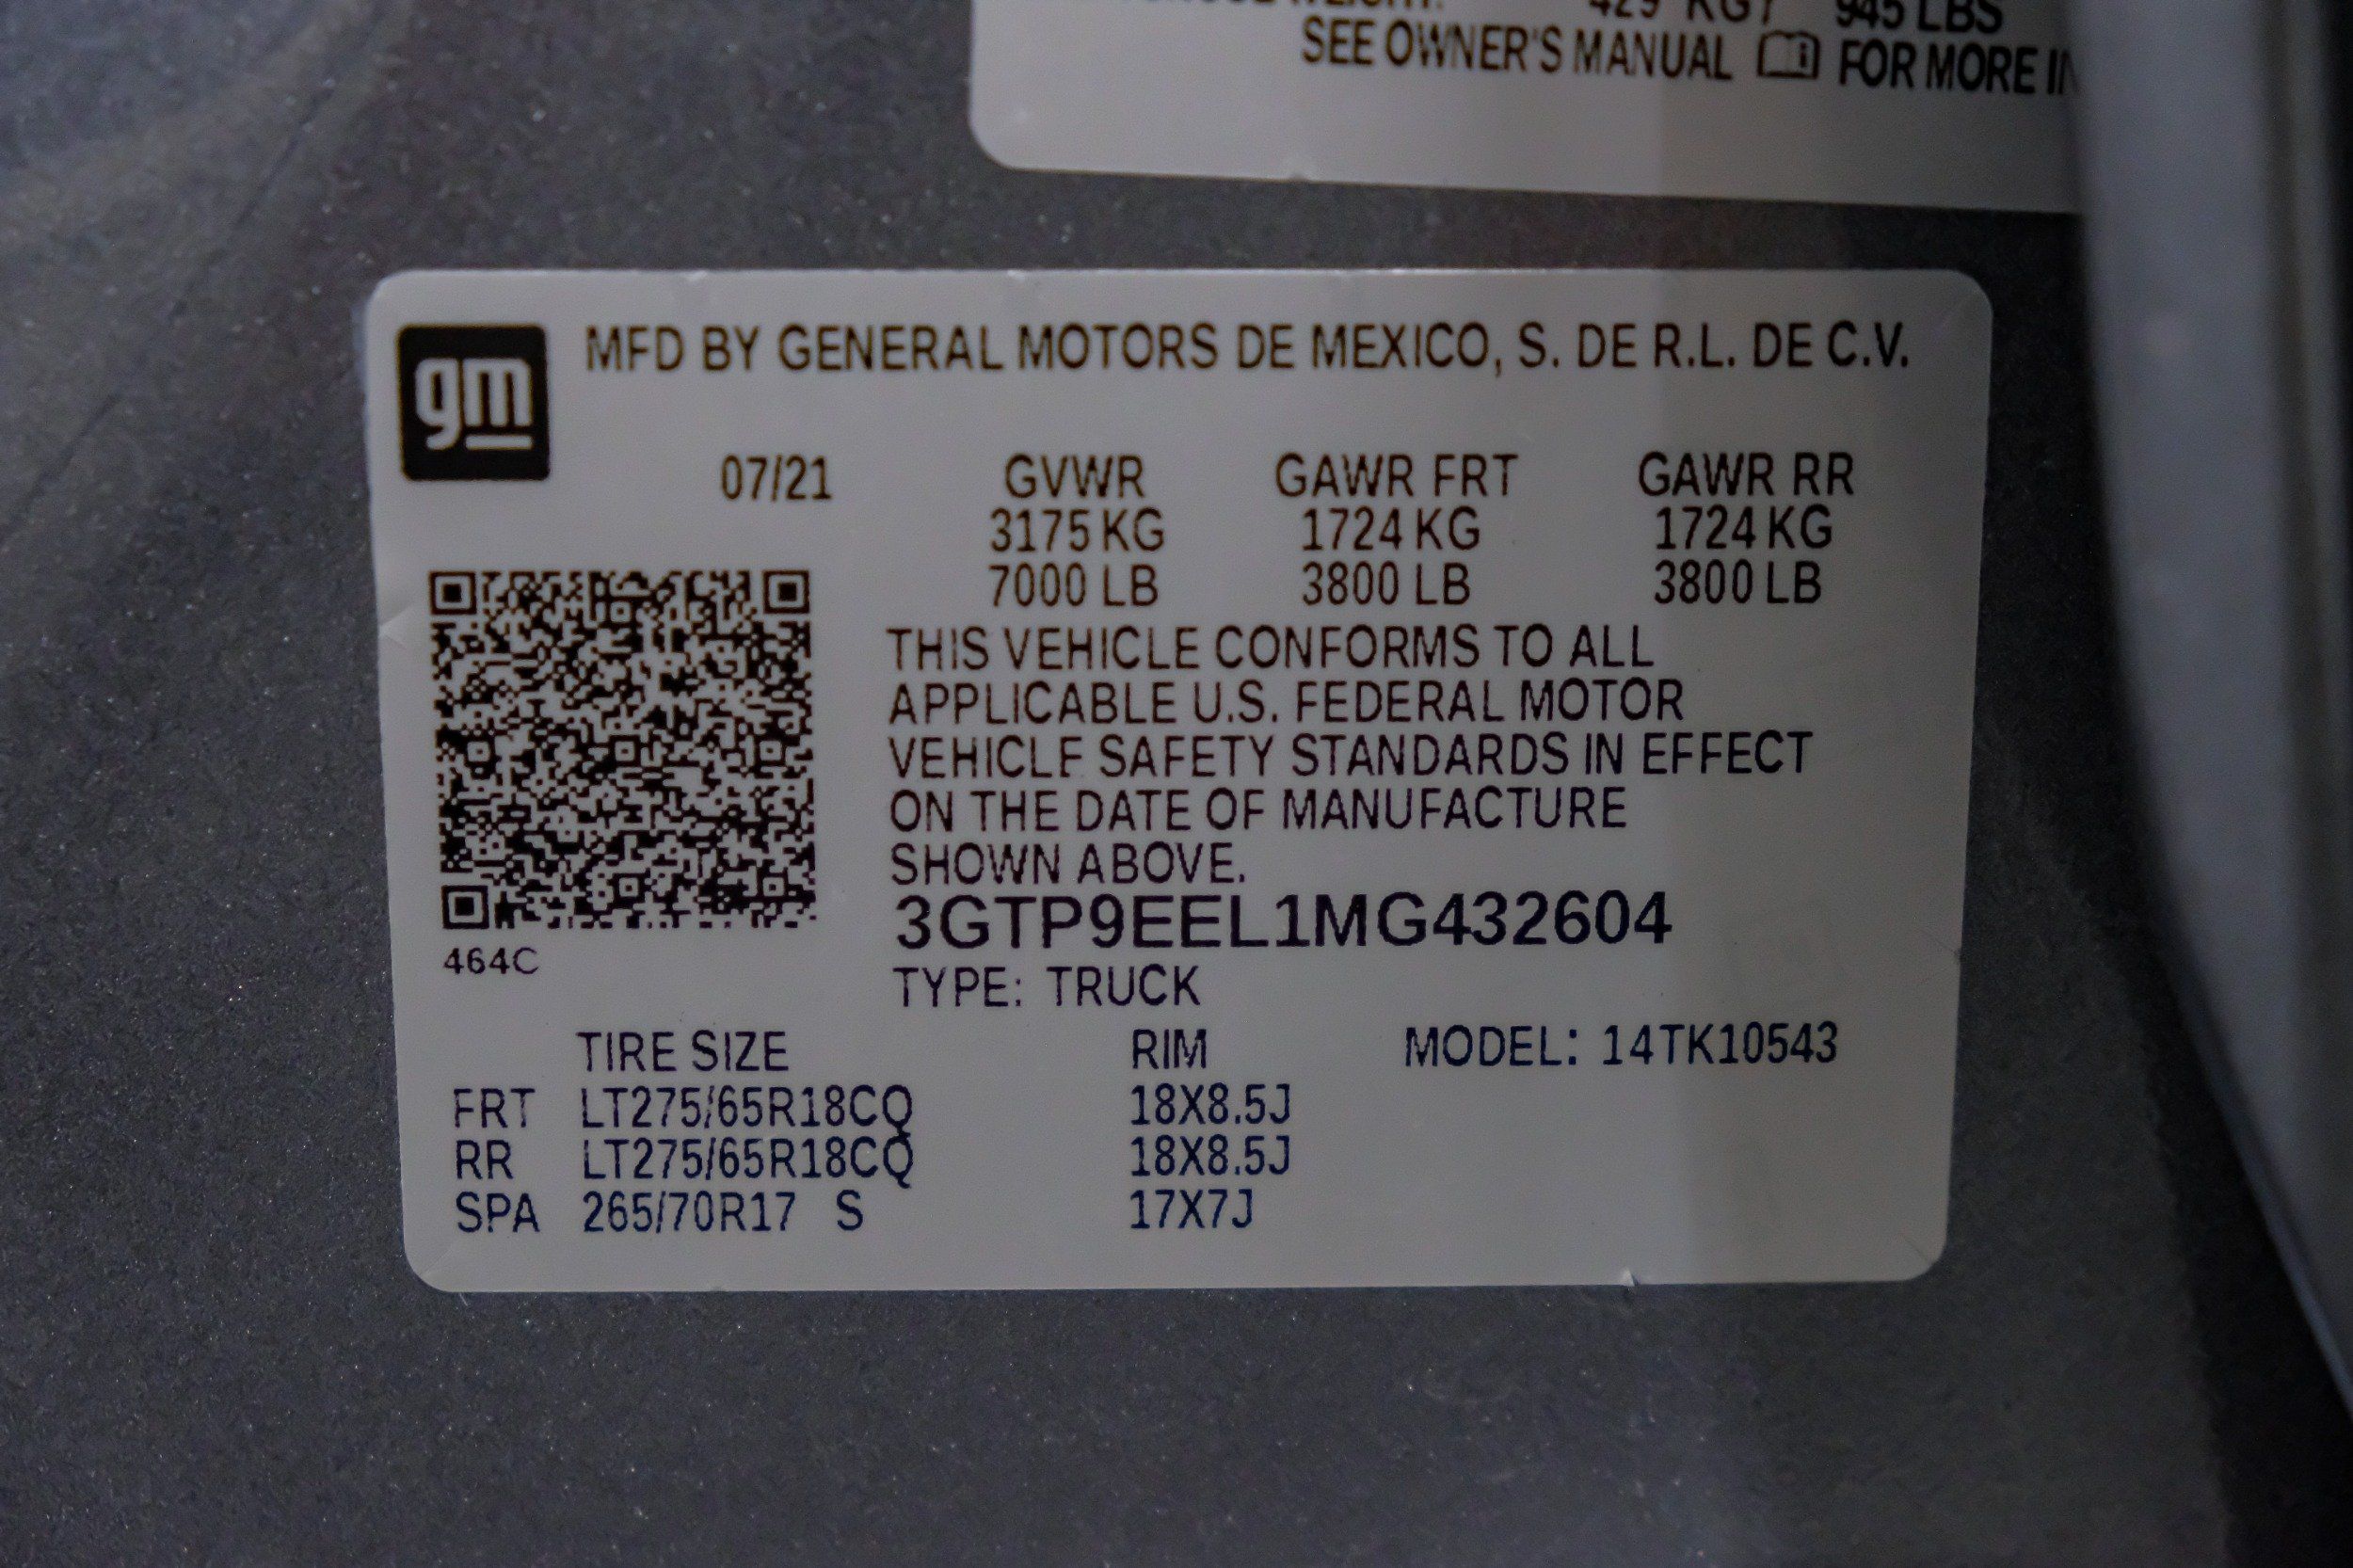 429 KG / 945 LBS
SEE OWNER'S MANUAL FOR MORE
gm
MFD BY GENERAL MOTORS DE MEXICO, S. DE R.L. DE C.V.
07/21 GVWR GAWR FRT GAWR RR
3175 KG 1724 KG 1724 KG
7000 LB 3800 LB 3800 LB
THIS VEHICLE CONFORMS TO ALL
APPLICABLE U.S. FEDERAL MOTOR
VEHICLE SAFETY STANDARDS IN EFFECT
ON THE DATE OF MANUFACTURE
SHOWN ABOVE.
3GTP9EEL1MG432604
464C
TYPE: TRUCK
TIRE SIZE RIM MODEL: 14TK10543
FRT LT275/65R18CQ 18X8.5J
RR LT275/65R18CQ 18X8.5J
SPA 265/70R17 S 17X7J